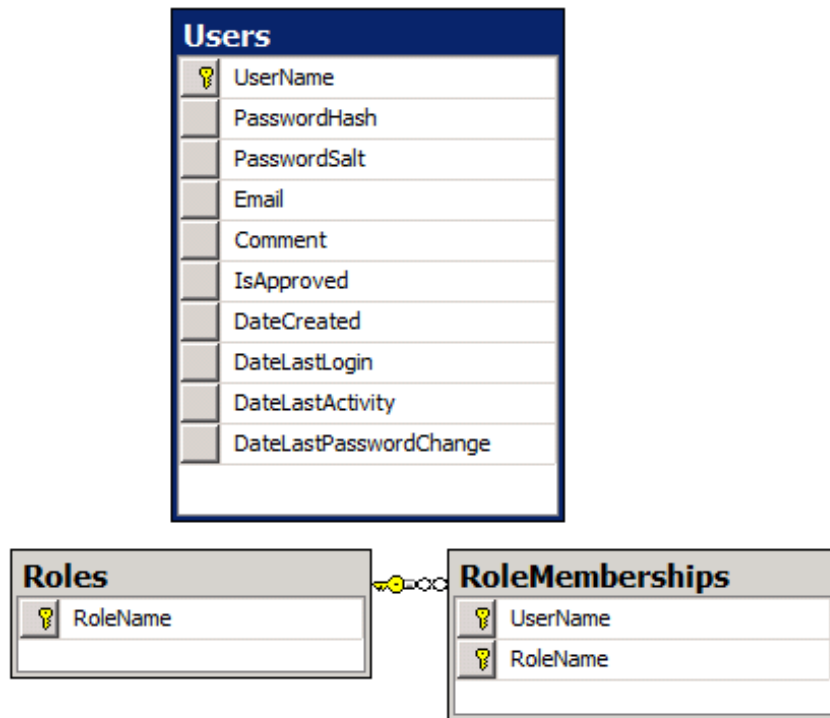 Users
UserName
PasswordHash
PasswordSalt
Email
Comment
IsApproved
DateCreated
DateLastLogin
DateLastActivity
DateLastPasswordChange
Roles
RoleName
RoleMemberships
UserName
RoleName